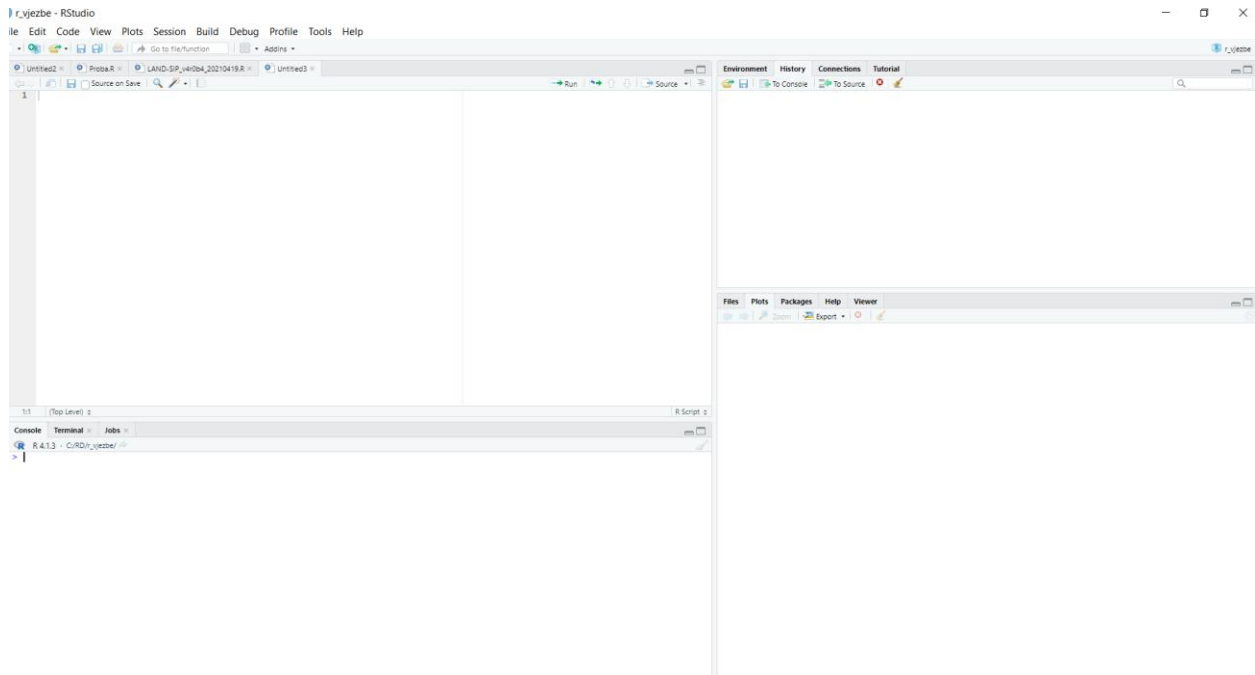 r_vjezbe - RStudio
ile Edit Code View Plots Session Build Debug Profile Tools Help
Go to file/function Addins r_vjezbe
Untitled2 × Proba.R × LAND-SIP_v4r0b4_20210419.R × Untitled3 ×
Source on Save Run Source
1
1:1 (Top Level) R Script
Console Terminal × Jobs ×
R 4.1.3 · C:/RD/r_vjezbe/
>
Environment History Connections Tutorial
To Console To Source
Files Plots Packages Help Viewer
Zoom Export